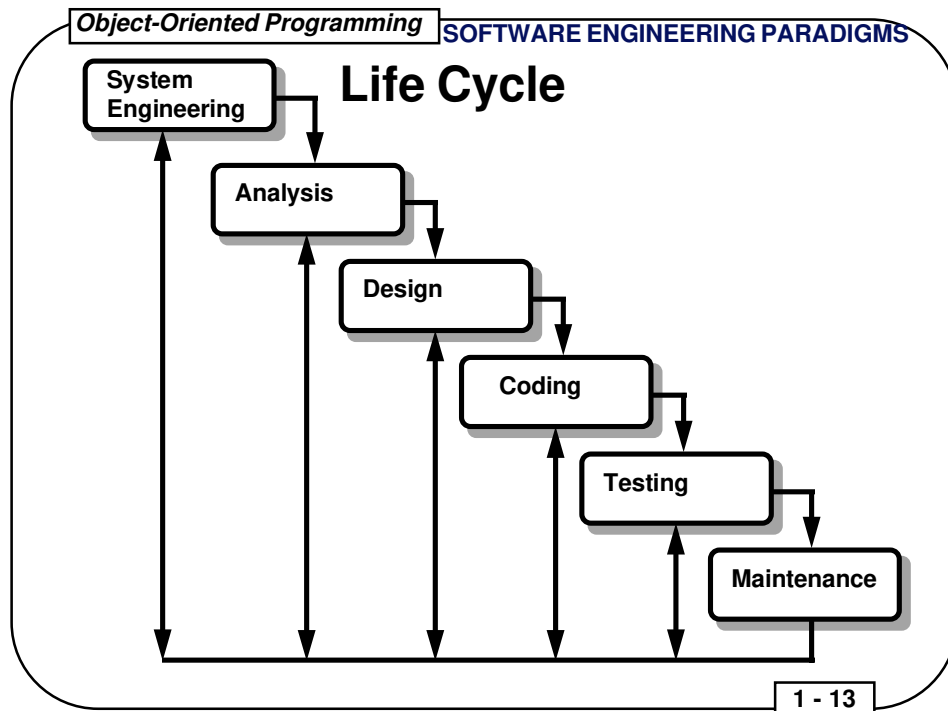 Object-Oriented Programming
SOFTWARE ENGINEERING PARADIGMS
Life Cycle
System
Engineering
Analysis
Design
Coding
Testing
Maintenance
1 - 13